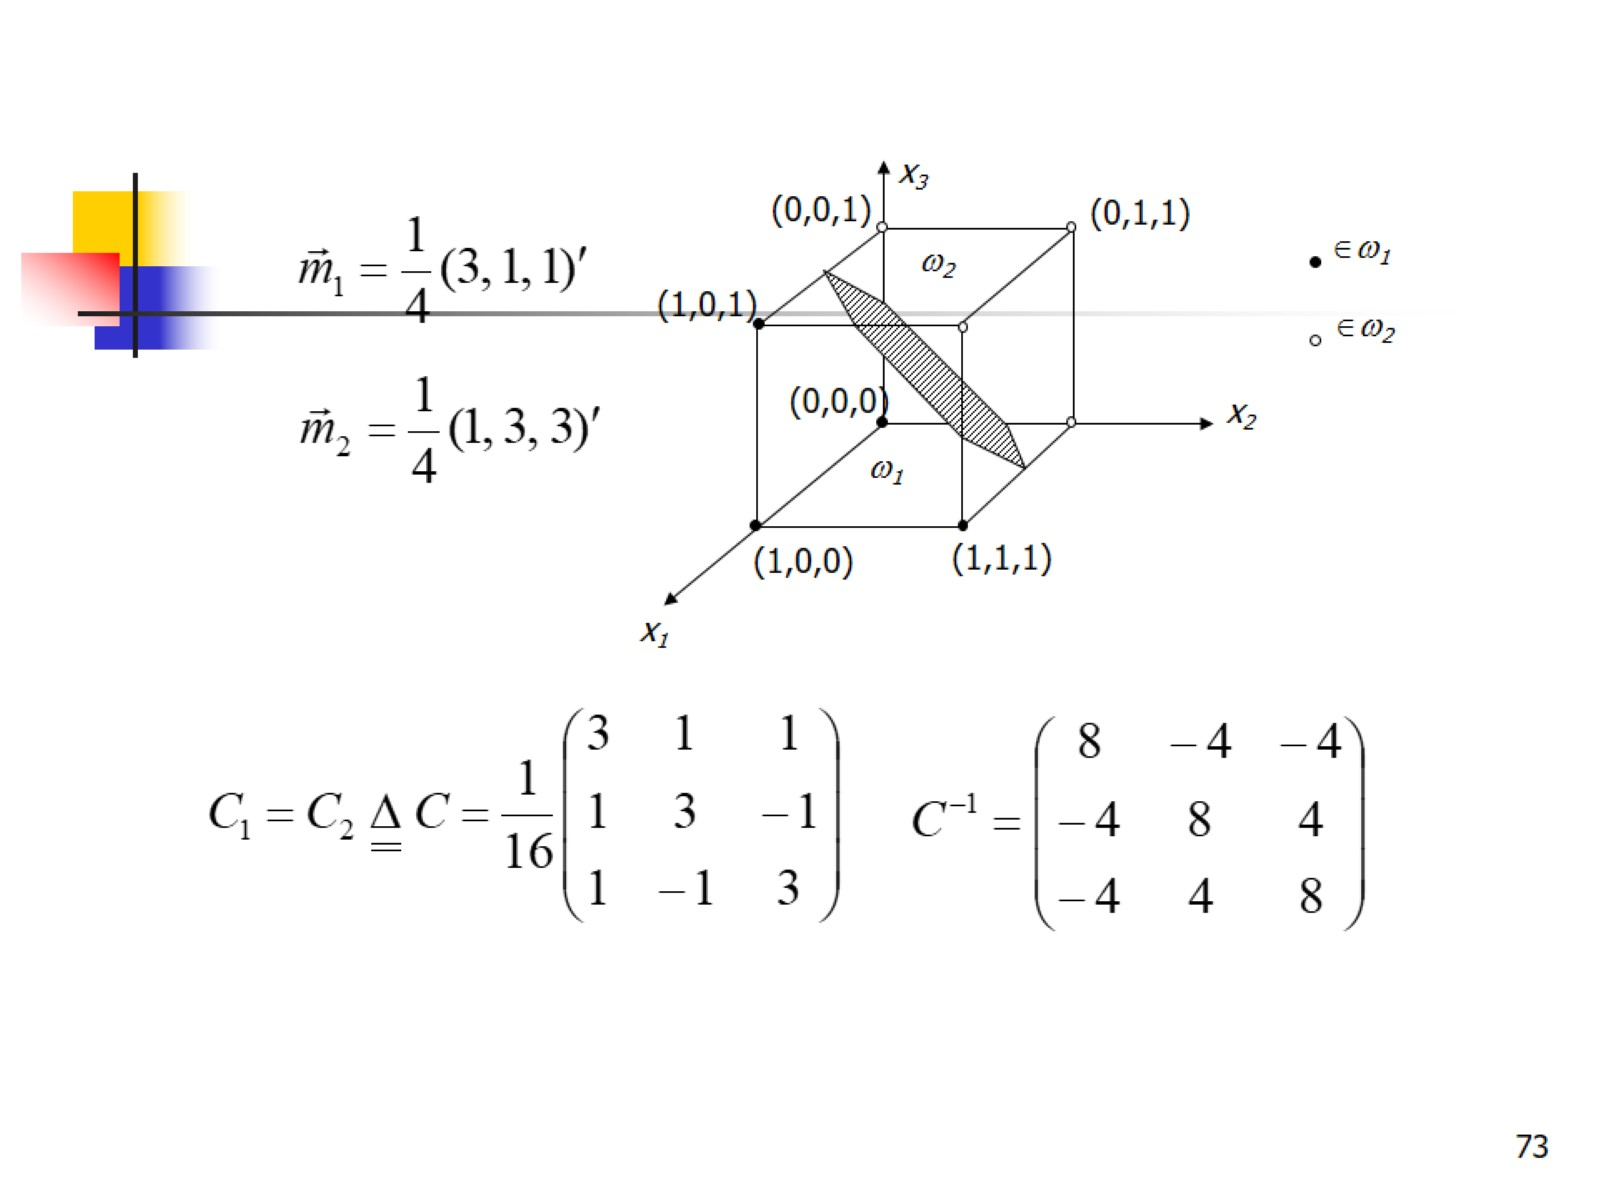 x₃
(0,0,1) (0,1,1)
m⃗₁ = 1/4 (3, 1, 1)′
ω₂
∈ω₁
(1,0,1)
∈ω₂
m⃗₂ = 1/4 (1, 3, 3)′
(0,0,0)
x₂
ω₁
(1,0,0) (1,1,1)
x₁
C₁ = C₂ ≜ C = 1/16 ( 3 1 1 ; 1 3 −1 ; 1 −1 3 )
C⁻¹ = ( 8 −4 −4 ; −4 8 4 ; −4 4 8 )
73